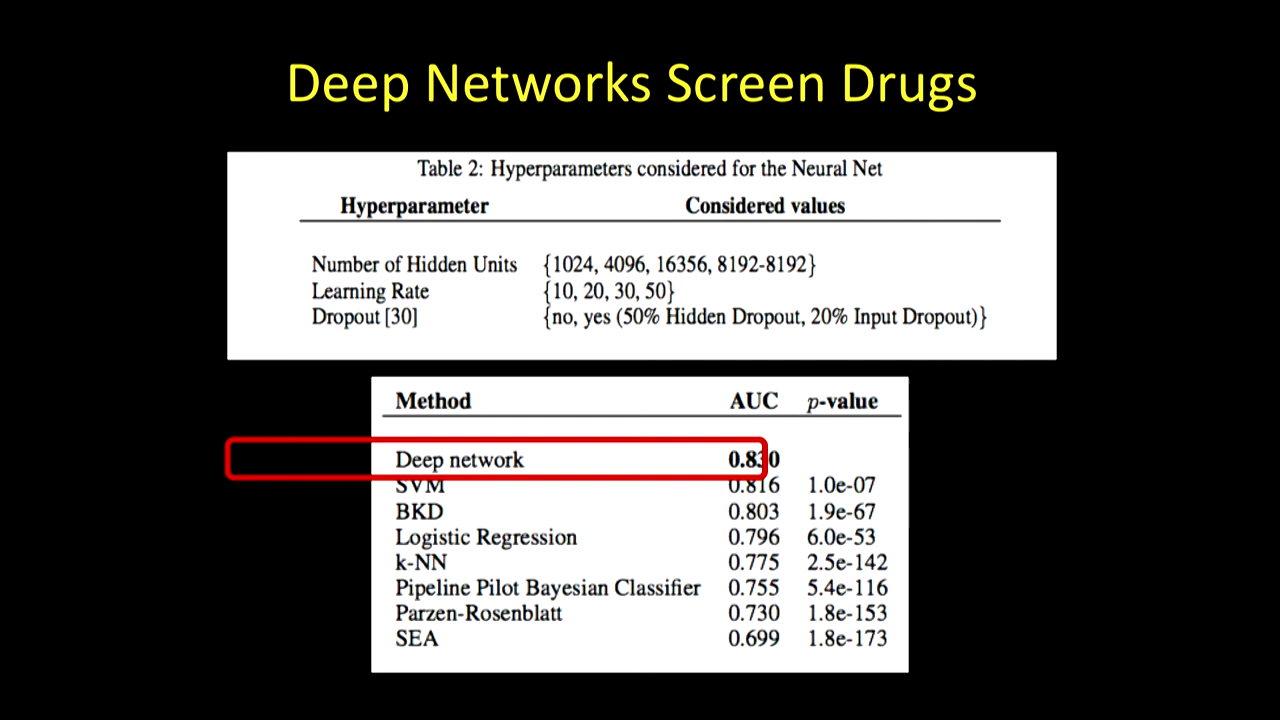 Deep Networks Screen Drugs
Table 2: Hyperparameters considered for the Neural Net
Hyperparameter Considered values
Number of Hidden Units {1024, 4096, 16356, 8192-8192}
Learning Rate {10, 20, 30, 50}
Dropout [30] {no, yes (50% Hidden Dropout, 20% Input Dropout)}
Method AUC p-value
Deep network 0.830
SVM 0.816 1.0e-07
BKD 0.803 1.9e-67
Logistic Regression 0.796 6.0e-53
k-NN 0.775 2.5e-142
Pipeline Pilot Bayesian Classifier 0.755 5.4e-116
Parzen-Rosenblatt 0.730 1.8e-153
SEA 0.699 1.8e-173